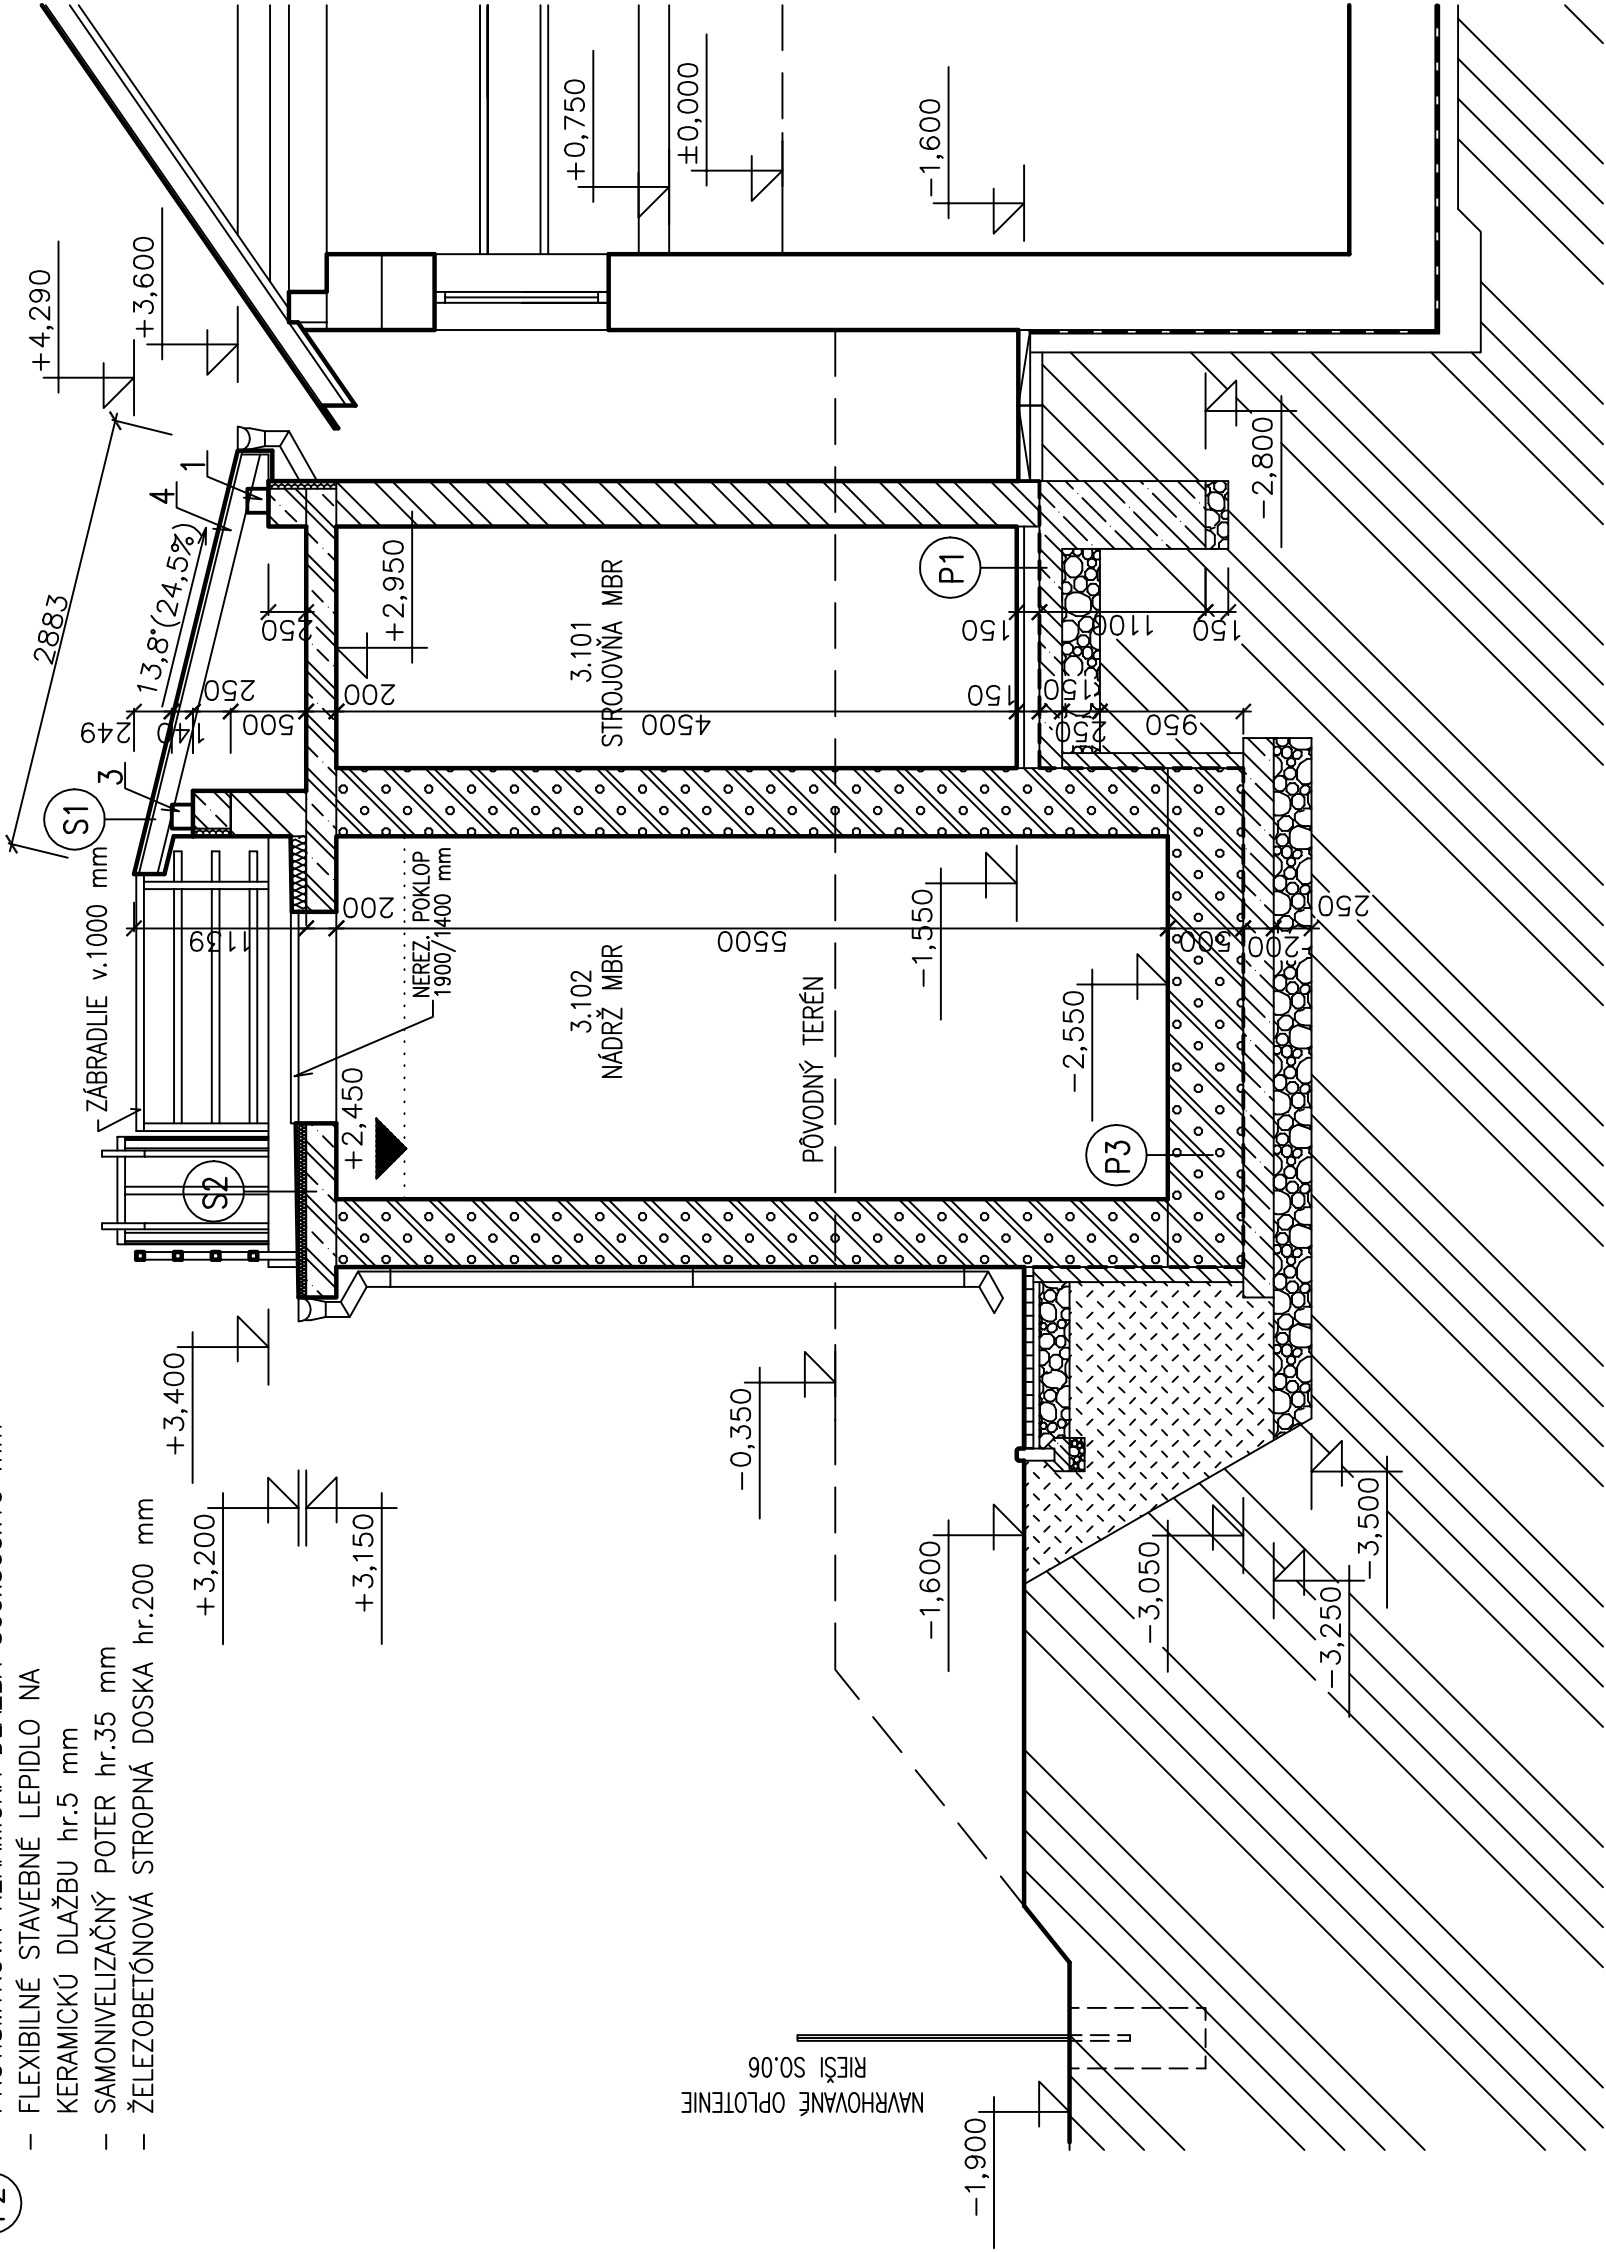 - FLEXIBILNÉ STAVEBNÉ LEPIDLO NA
KERAMICKÚ DLAŽBU hr.5 mm
- SAMONIVELIZAČNÝ POTER hr.35 mm
- ŽELEZOBETÓNOVÁ STROPNÁ DOSKA hr.200 mm
ZÁBRADLIE v.1000 mm
S1
S2
3
4
1
2883
13,8°(24,5%)
+4,290
+3,600
+0,750
±0,000
-1,600
-2,800
249
140
250
500
200
250
+2,950
3.101
STROJOVŇA MBR
4500
P1
150
150
150
250
950
1100
150
1139
200
NEREZ. POKLOP
1900/1400 mm
+2,450
3.102
NÁDRŽ MBR
5500
PÔVODNÝ TERÉN
-1,550
-2,550
P3
500
200
250
+3,400
+3,200
+3,150
-0,350
-1,600
-3,050
-3,250
-3,500
NAVRHOVANÉ OPLOTENIE
RIEŠI SO.06
-1,900